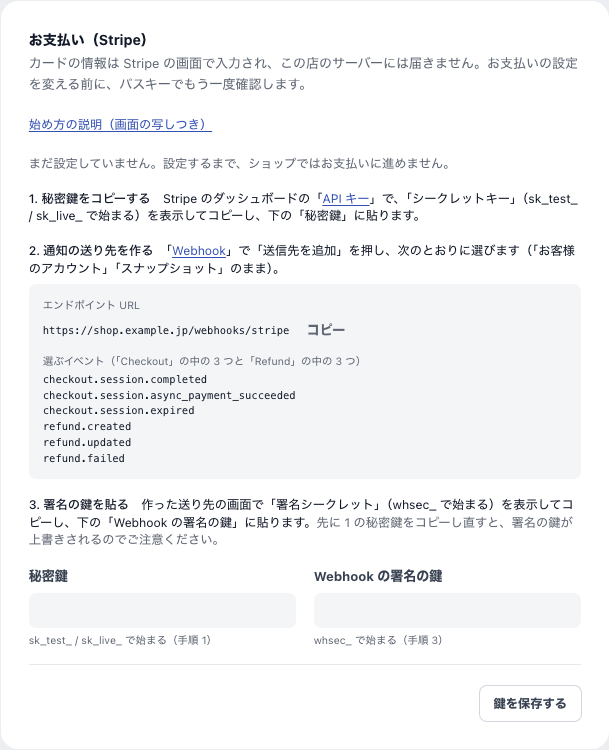 お支払い（Stripe）
カードの情報は Stripe の画面で入力され、この店のサーバーには届きません。お支払いの設定
を変える前に、パスキーでもう一度確認します。
始め方の説明（画面の写しつき）
まだ設定していません。設定するまで、ショップではお支払いに進めません。
1. 秘密鍵をコピーする　Stripe のダッシュボードの「API キー」で、「シークレットキー」（sk_test_
/ sk_live_ で始まる）を表示してコピーし、下の「秘密鍵」に貼ります。
2. 通知の送り先を作る　「Webhook」で「送信先を追加」を押し、次のとおりに選びます（「お客様
のアカウント」「スナップショット」のまま）。
エンドポイント URL
https://shop.example.jp/webhooks/stripe　コピー
選ぶイベント（「Checkout」の中の 3 つと「Refund」の中の 3 つ）
checkout.session.completed
checkout.session.async_payment_succeeded
checkout.session.expired
refund.created
refund.updated
refund.failed
3. 署名の鍵を貼る　作った送り先の画面で「署名シークレット」（whsec_ で始まる）を表示してコ
ピーし、下の「Webhook の署名の鍵」に貼ります。先に 1 の秘密鍵をコピーし直すと、署名の鍵が
上書きされるのでご注意ください。
秘密鍵
sk_test_ / sk_live_ で始まる（手順 1）
Webhook の署名の鍵
whsec_ で始まる（手順 3）
鍵を保存する